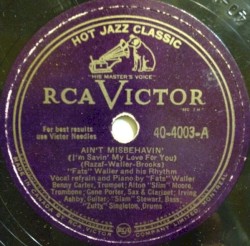 HOT JAZZ CLASSIC
"HIS MASTER'S VOICE"
RCA VICTOR
For best results
use Victor Needles
40-4003-A
AIN'T MISBEHAVIN'
(I'm Savin' My Love For You)
(Razaf-Waller-Brooks)
"Fats" Waller and his Rhythm
Vocal refrain and Piano by "Fats" Waller
Benny Carter, Trumpet; Alton "Slim" Moore,
Trombone; Gene Porter, Sax & Clarinet; Irving
Ashby, Guitar; "Slam" Stewart, Bass,
"Zutty" Singleton, Drums